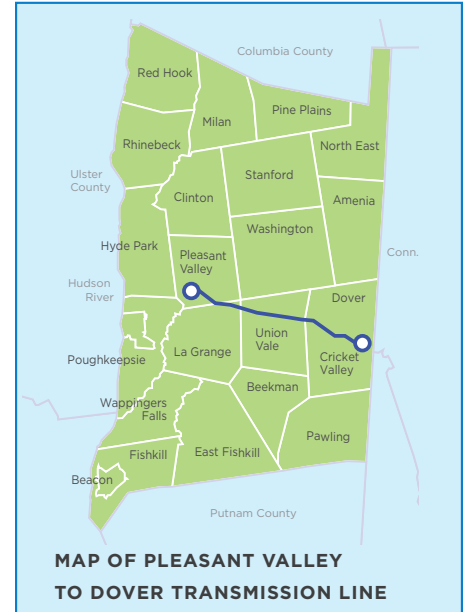 Columbia County
Red Hook
Pine Plains
Milan
Rhinebeck
North East
Ulster
County
Stanford
Clinton
Amenia
Washington
Hyde Park
Conn.
Pleasant
Valley
Hudson
River
Dover
Union
Vale
La Grange
Poughkeepsie
Cricket
Valley
Beekman
Wappingers
Falls
Pawling
East Fishkill
Fishkill
Beacon
Putnam County
MAP OF PLEASANT VALLEY
TO DOVER TRANSMISSION LINE